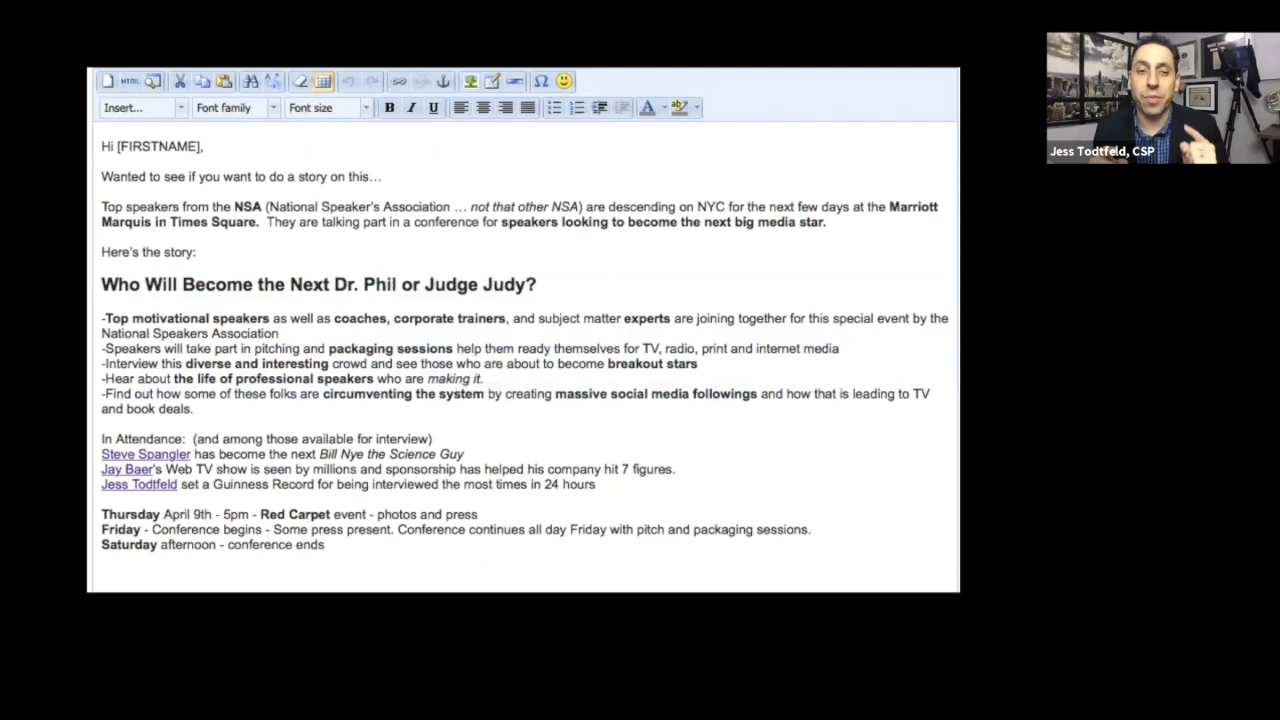 HTML
Insert...
Font family
Font size
B I U
A
ab
Hi [FIRSTNAME],
Wanted to see if you want to do a story on this…
Top speakers from the NSA (National Speaker's Association … not that other NSA) are descending on NYC for the next few days at the Marriott
Marquis in Times Square.  They are talking part in a conference for speakers looking to become the next big media star.
Here's the story:
Who Will Become the Next Dr. Phil or Judge Judy?
-Top motivational speakers as well as coaches, corporate trainers, and subject matter experts are joining together for this special event by the
National Speakers Association
-Speakers will take part in pitching and packaging sessions help them ready themselves for TV, radio, print and internet media
-Interview this diverse and interesting crowd and see those who are about to become breakout stars
-Hear about the life of professional speakers who are making it.
-Find out how some of these folks are circumventing the system by creating massive social media followings and how that is leading to TV
and book deals.
In Attendance:  (and among those available for interview)
Steve Spangler has become the next Bill Nye the Science Guy
Jay Baer's Web TV show is seen by millions and sponsorship has helped his company hit 7 figures.
Jess Todtfeld set a Guinness Record for being interviewed the most times in 24 hours
Thursday April 9th - 5pm - Red Carpet event - photos and press
Friday - Conference begins - Some press present. Conference continues all day Friday with pitch and packaging sessions.
Saturday afternoon - conference ends
Jess Todtfeld, CSP